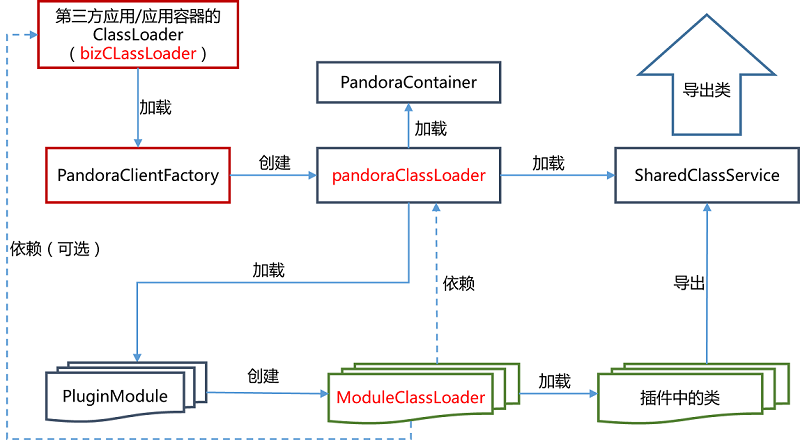 第三方应用/应用容器的
ClassLoader
（bizCLassLoader）
加载
PandoraContainer
导出类
加载
PandoraClientFactory
创建
pandoraClassLoader
加载
SharedClassService
依赖（可选）
加载
依赖
导出
PluginModule
创建
ModuleClassLoader
加载
插件中的类